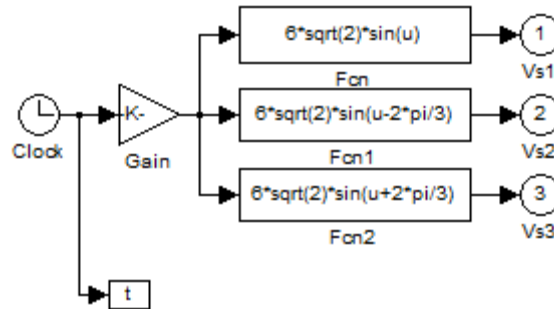 6*sqrt(2)*sin(u)
1
Fcn
Vs1
K-
6*sqrt(2)*sin(u-2*pi/3)
2
Clock
Gain
Fcn1
Vs2
6*sqrt(2)*sin(u+2*pi/3)
3
Fcn2
Vs3
t